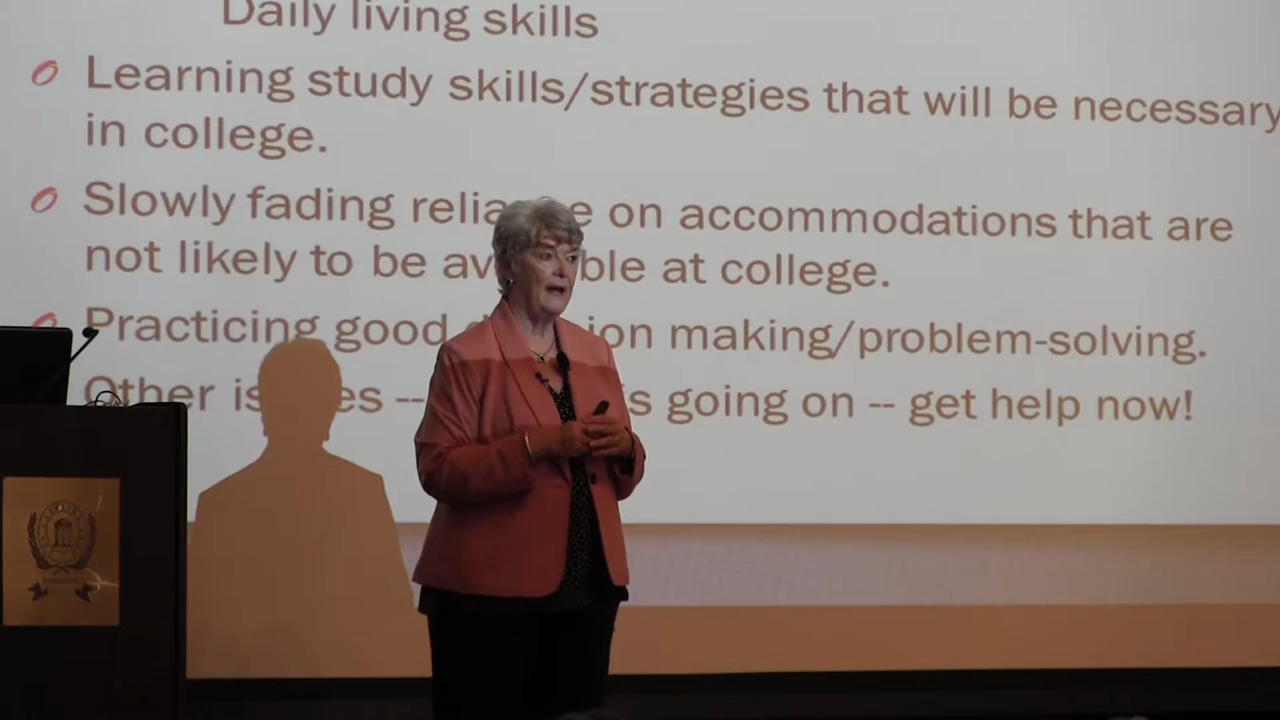 Daily living skills
Learning study skills/strategies that will be necessary
in college.
Slowly fading on accommodations that are
not likely to be at college.
Practicing good making/problem-solving.
Other -- going on -- get help now!